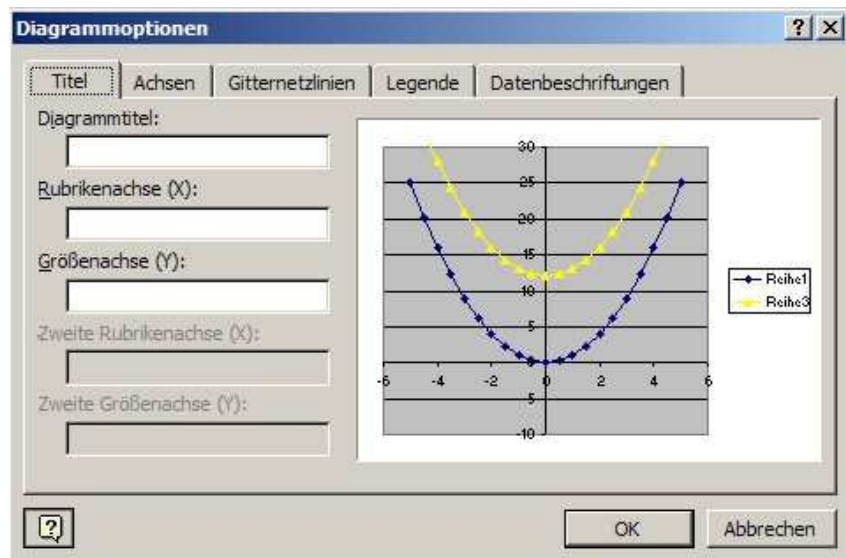 Diagrammoptionen
Titel Achsen Gitternetzlinien Legende Datenbeschriftungen
Diagrammtitel:
Rubrikenachse (X):
Größenachse (Y):
Zweite Rubrikenachse (X):
Zweite Größenachse (Y):
30
25
20
15
10
5
-6 -4 -2 0 2 4 6
-5
-10
Reihe1
Reihe3
OK Abbrechen